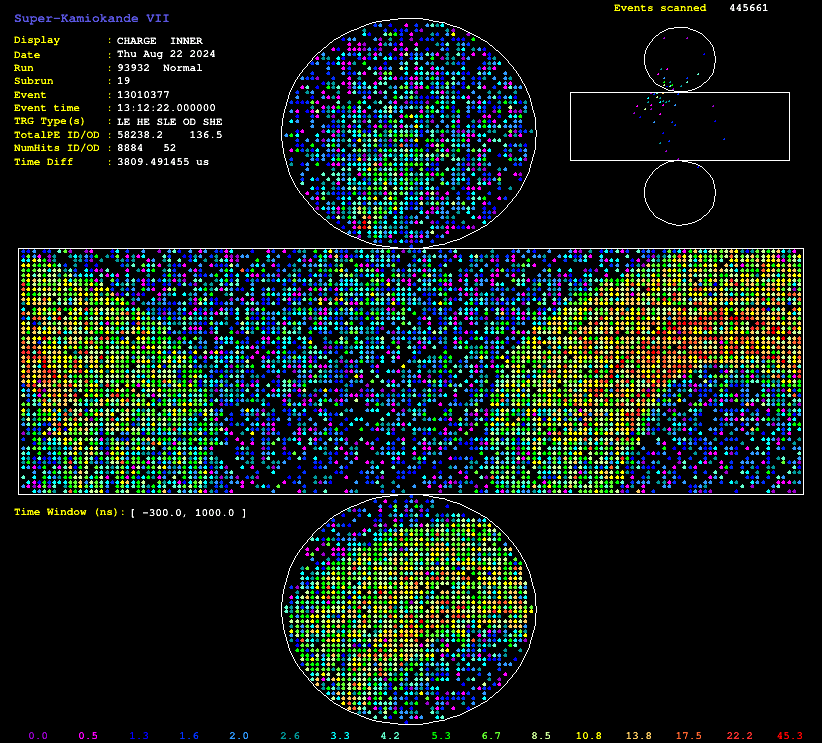 Super-Kamiokande VII
Events scanned 445661
Display : CHARGE INNER
Date : Thu Aug 22 2024
Run : 93932 Normal
Subrun : 19
Event : 13010377
Event time : 13:12:22.000000
TRG Type(s) : LE HE SLE OD SHE
TotalPE ID/OD : 58238.2 136.5
NumHits ID/OD : 8884 52
Time Diff : 3809.491455 us
Time Window (ns): [ -300.0, 1000.0 ]
0.0 0.5 1.3 1.6 2.0 2.6 3.3 4.2 5.3 6.7 8.5 10.8 13.8 17.5 22.2 45.3